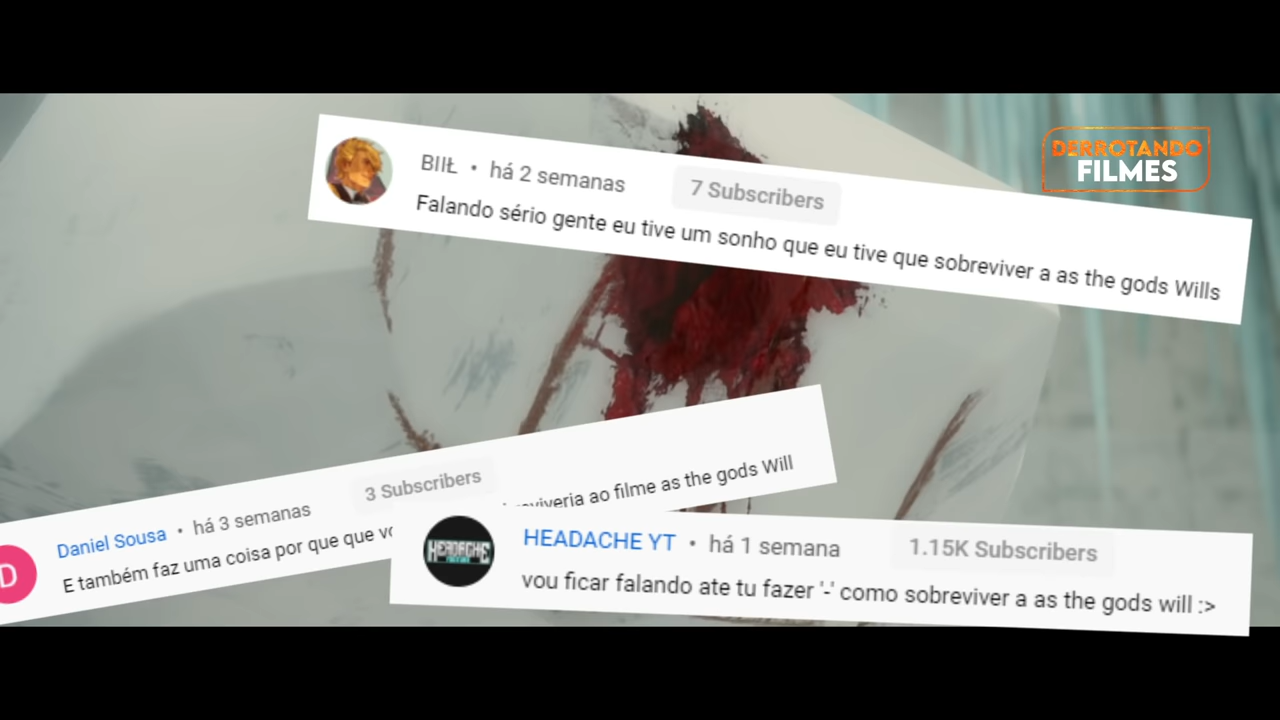 DERROTANDO
FILMES
BIIŁ • há 2 semanas 7 Subscribers
Falando sério gente eu tive um sonho que eu tive que sobreviver a as the gods Wills
D
Daniel Sousa • há 3 semanas 3 Subscribers
E também faz uma coisa por que que ao filme as the gods Will
HEADACHE
HEADACHE YT • há 1 semana 1.15K Subscribers
vou ficar falando ate tu fazer '-' como sobreviver a as the gods will :>